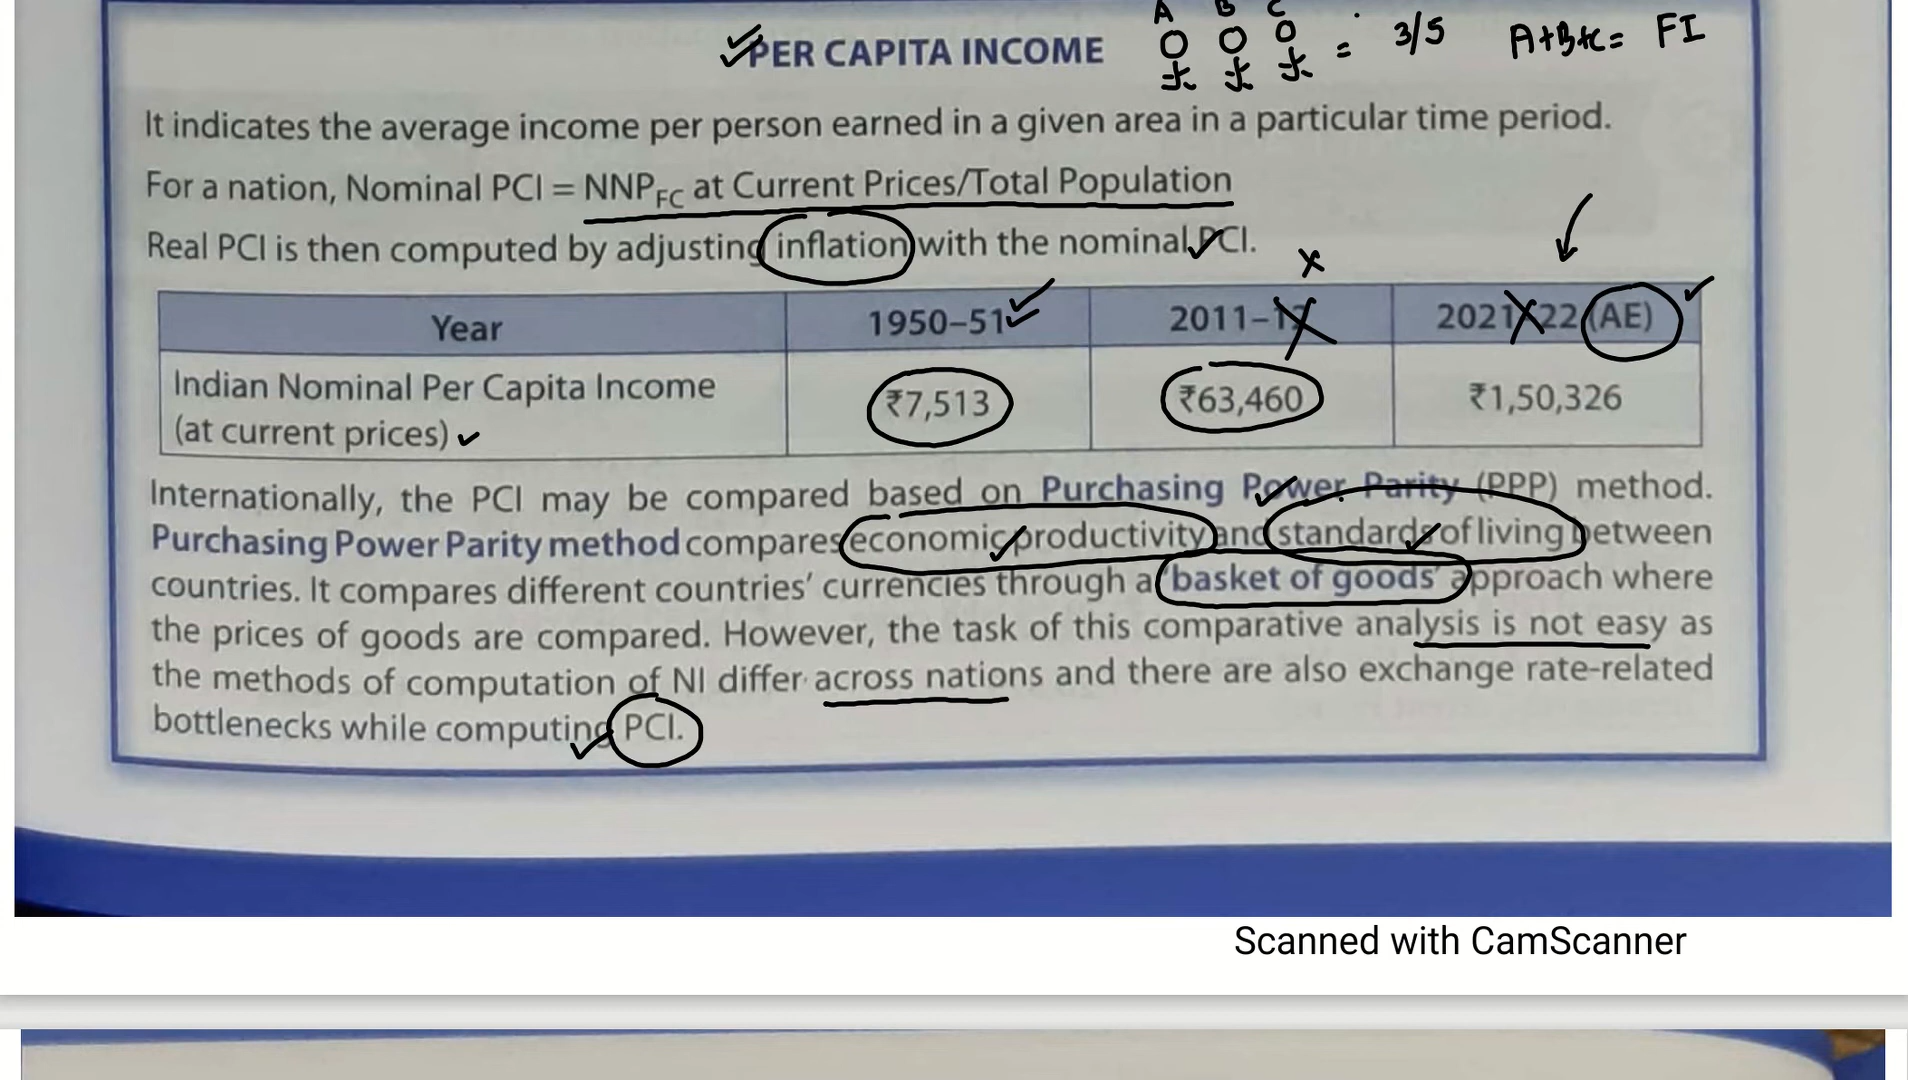 A B C
PER CAPITA INCOME = 3/5 A+B+C= FI
It indicates the average income per person earned in a given area in a particular time period.
For a nation, Nominal PCI = NNPFC at Current Prices/Total Population
Real PCI is then computed by adjusting inflation with the nominal PCI.
x
Year 1950–51 2011–12 2021–22 (AE)
Indian Nominal Per Capita Income
(at current prices) ₹7,513 ₹63,460 ₹1,50,326
Internationally, the PCI may be compared based on Purchasing Power Parity (PPP) method.
Purchasing Power Parity method compares economic productivity and standards of living between
countries. It compares different countries’ currencies through a ‘basket of goods’ approach where
the prices of goods are compared. However, the task of this comparative analysis is not easy as
the methods of computation of NI differ across nations and there are also exchange rate-related
bottlenecks while computing PCI.
Scanned with CamScanner